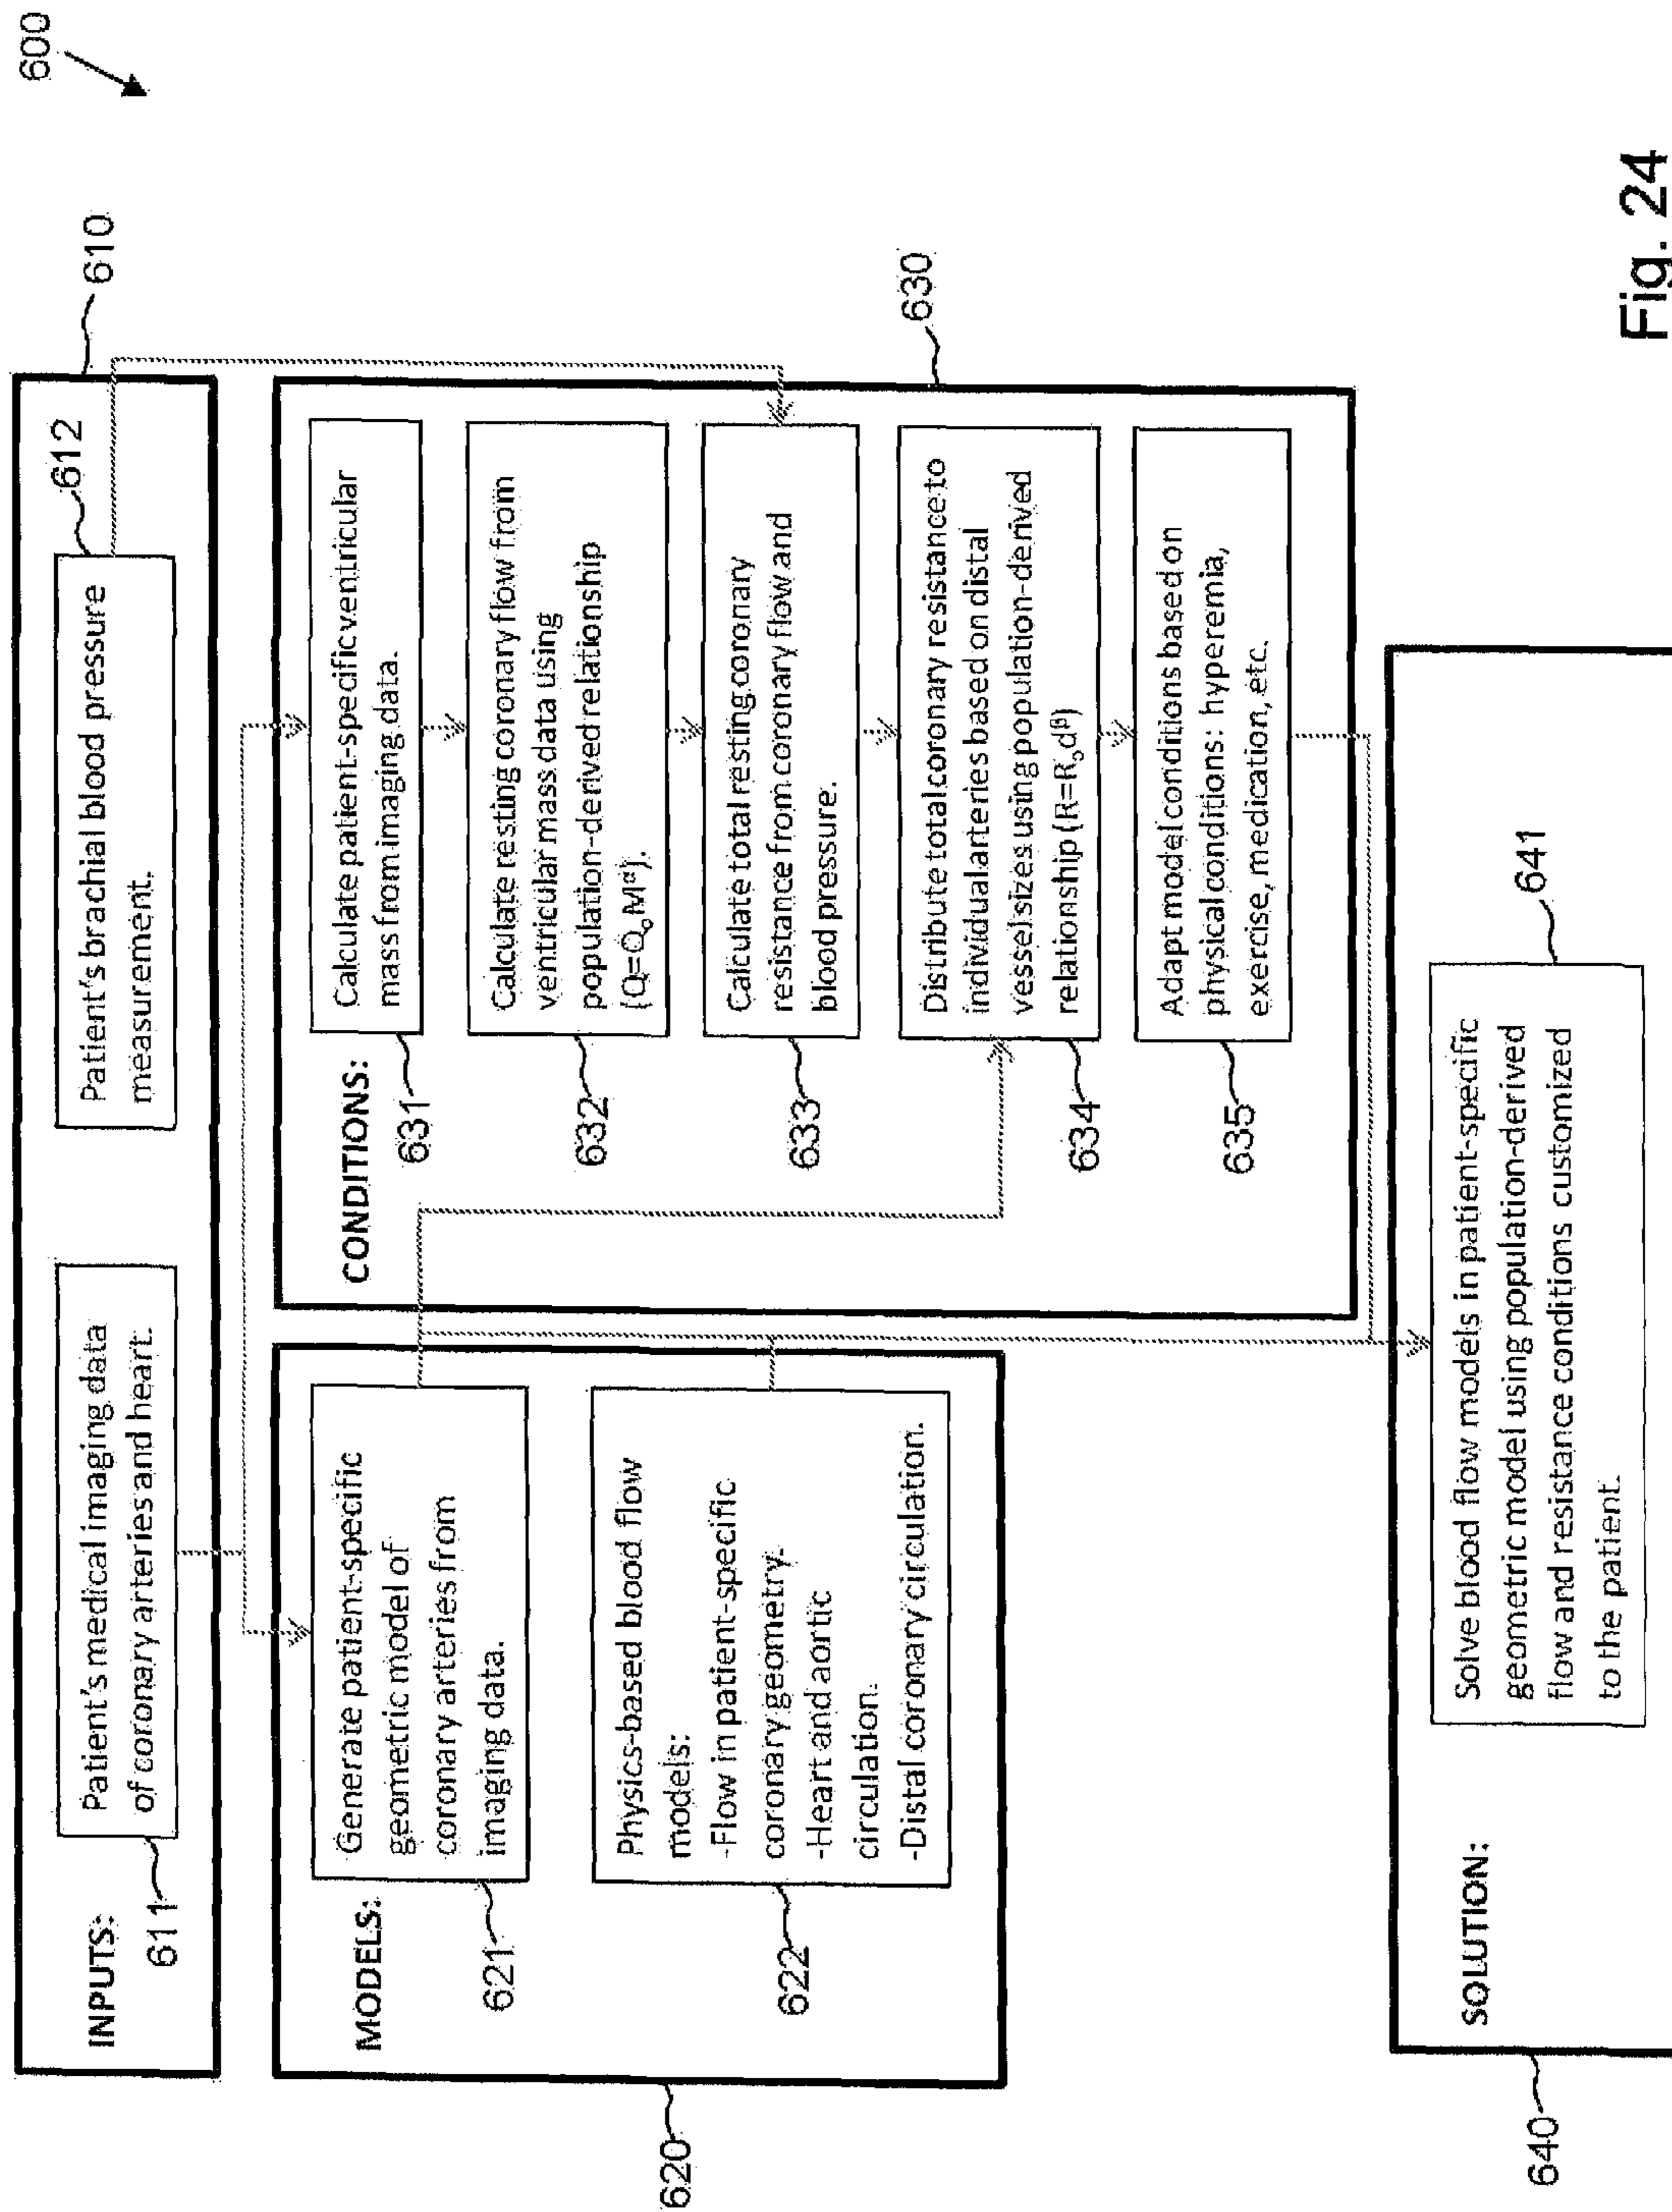 600
610
INPUTS:
611
Patient's medical imaging data
of coronary arteries and heart.
612
Patient's brachial blood pressure
measurement.
620
MODELS:
621
Generate patient-specific
geometric model of
coronary arteries from
imaging data.
622
Physics-based blood flow
models:
-Flow in patient-specific
coronary geometry.
-Heart and aortic
circulation.
-Distal coronary circulation.
630
CONDITIONS:
631
Calculate patient-specific ventricular
mass from imaging data.
632
Calculate resting coronary flow from
ventricular mass data using
population-derived relationship
(Q=Q₀Mᵅ).
633
Calculate total resting coronary
resistance from coronary flow and
blood pressure.
634
Distribute total coronary resistance to
individual arteries based on distal
vessel sizes using population-derived
relationship (R=R₀dᵝ)
635
Adapt model conditions based on
physical conditions: hyperemia,
exercise, medication, etc.
640
SOLUTION:
641
Solve blood flow models in patient-specific
geometric model using population-derived
flow and resistance conditions customized
to the patient.
Fig. 24